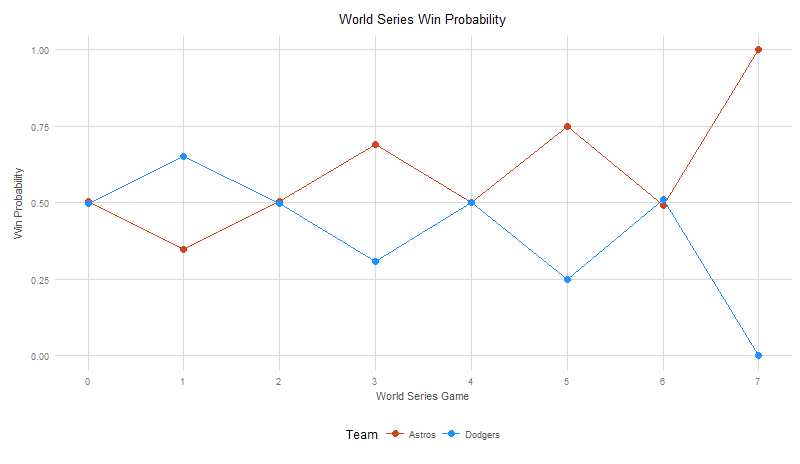 World Series Win Probability
Win Probability
1.00
0.75
0.50
0.25
0.00
0 1 2 3 4 5 6 7
World Series Game
Team Astros Dodgers